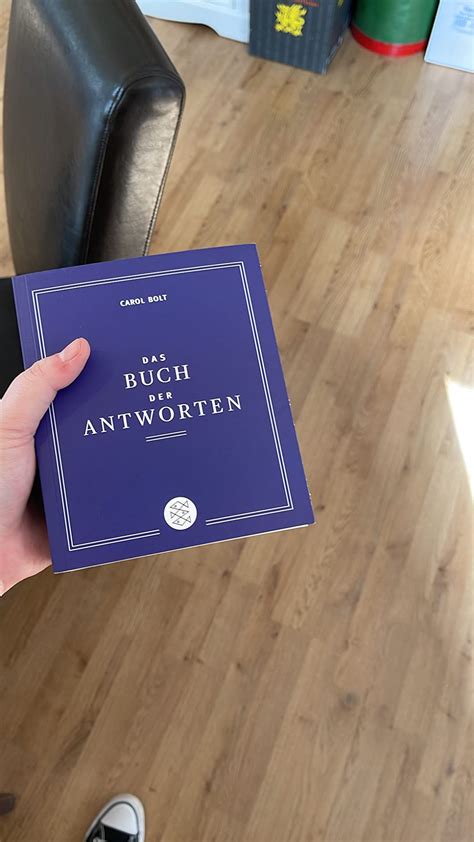 CAROL BOLT
DAS
BUCH
DER
ANTWORTEN